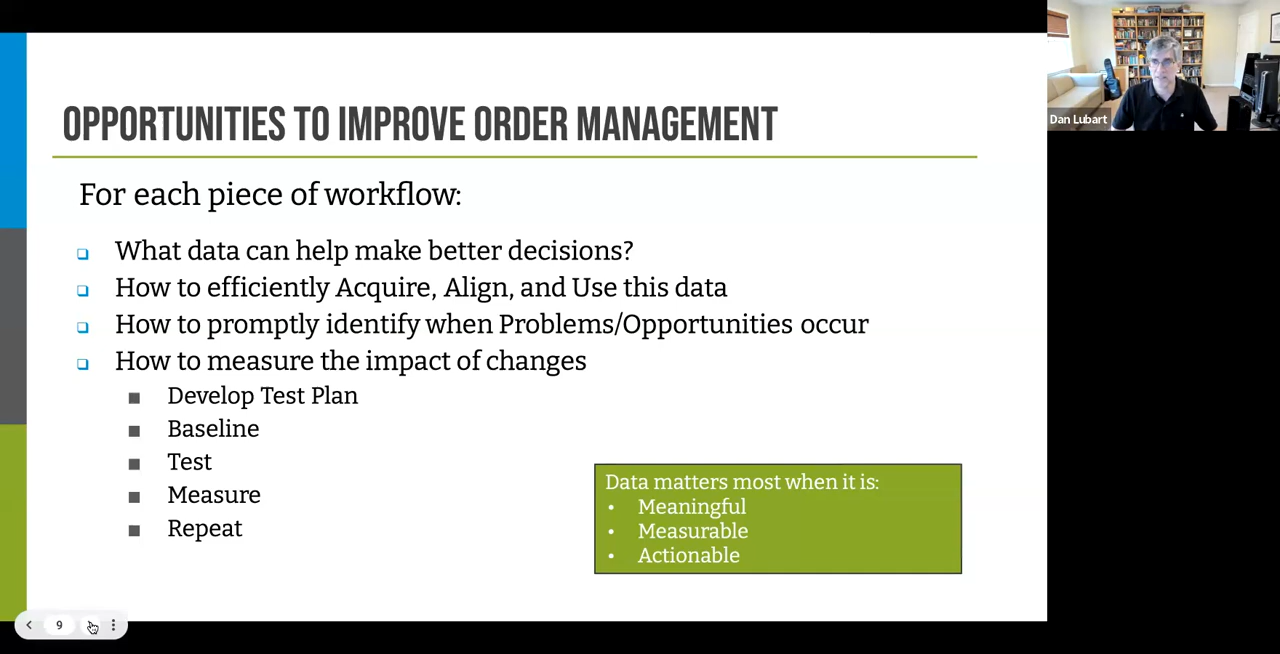 OPPORTUNITIES TO IMPROVE ORDER MANAGEMENT
Dan Lubart
For each piece of workflow:
What data can help make better decisions?
How to efficiently Acquire, Align, and Use this data
How to promptly identify when Problems/Opportunities occur
How to measure the impact of changes
Develop Test Plan
Baseline
Test
Measure
Repeat
Data matters most when it is:
• Meaningful
• Measurable
• Actionable
9